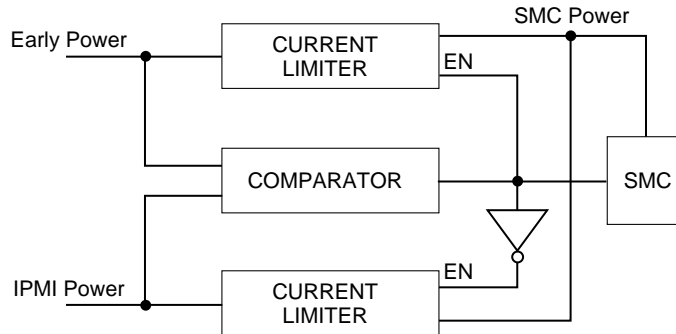 SMC Power
Early Power
CURRENT
LIMITER
EN
COMPARATOR
SMC
EN
IPMI Power
CURRENT
LIMITER